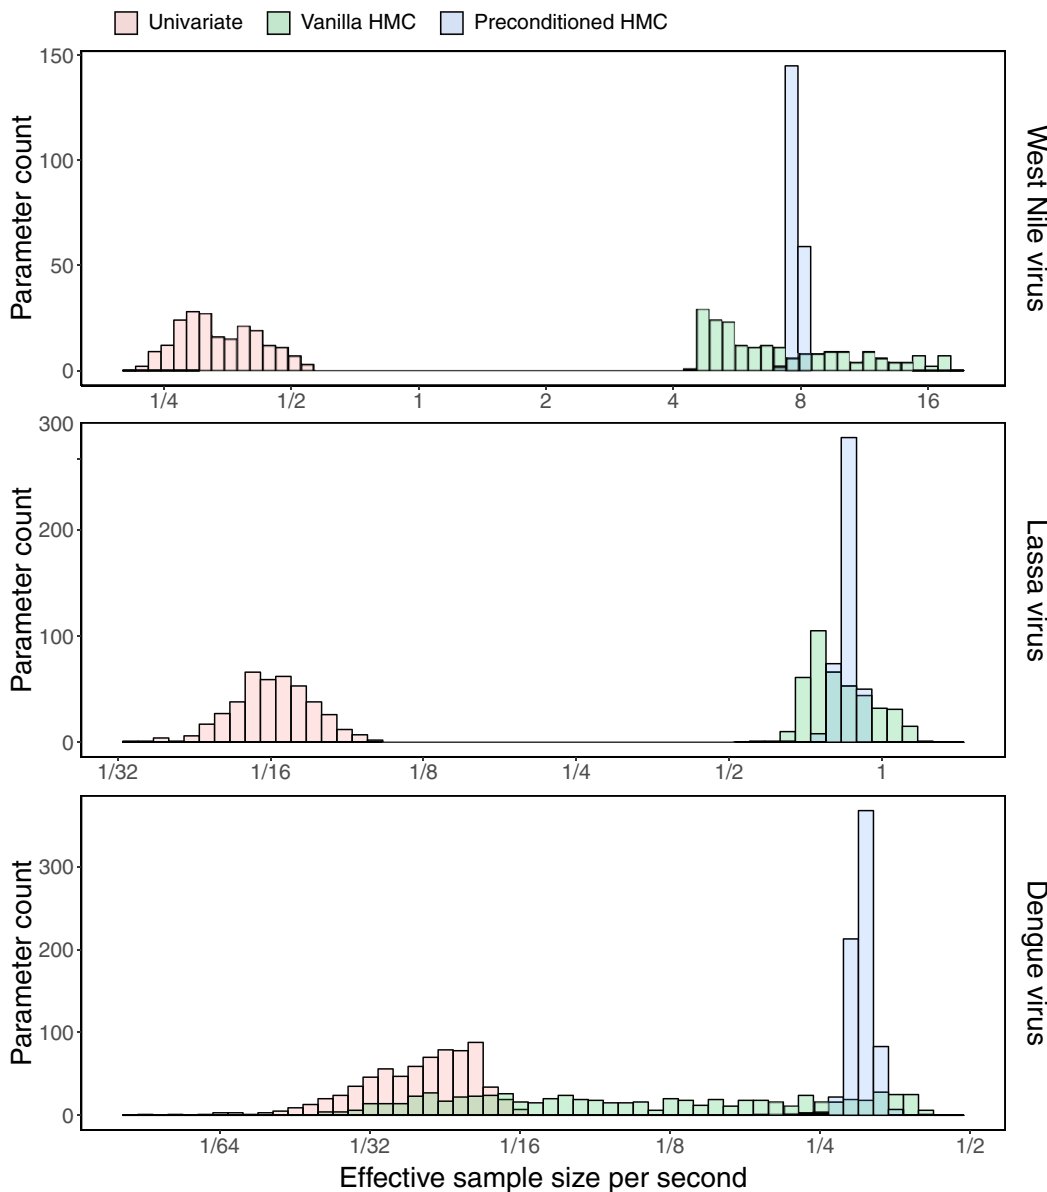 Univariate Vanilla HMC Preconditioned HMC
150
100
50
0
Parameter count
West Nile virus
1/4 1/2 1 2 4 8 16
300
200
100
0
Parameter count
Lassa virus
1/32 1/16 1/8 1/4 1/2 1
300
200
100
0
Parameter count
Dengue virus
1/64 1/32 1/16 1/8 1/4 1/2
Effective sample size per second